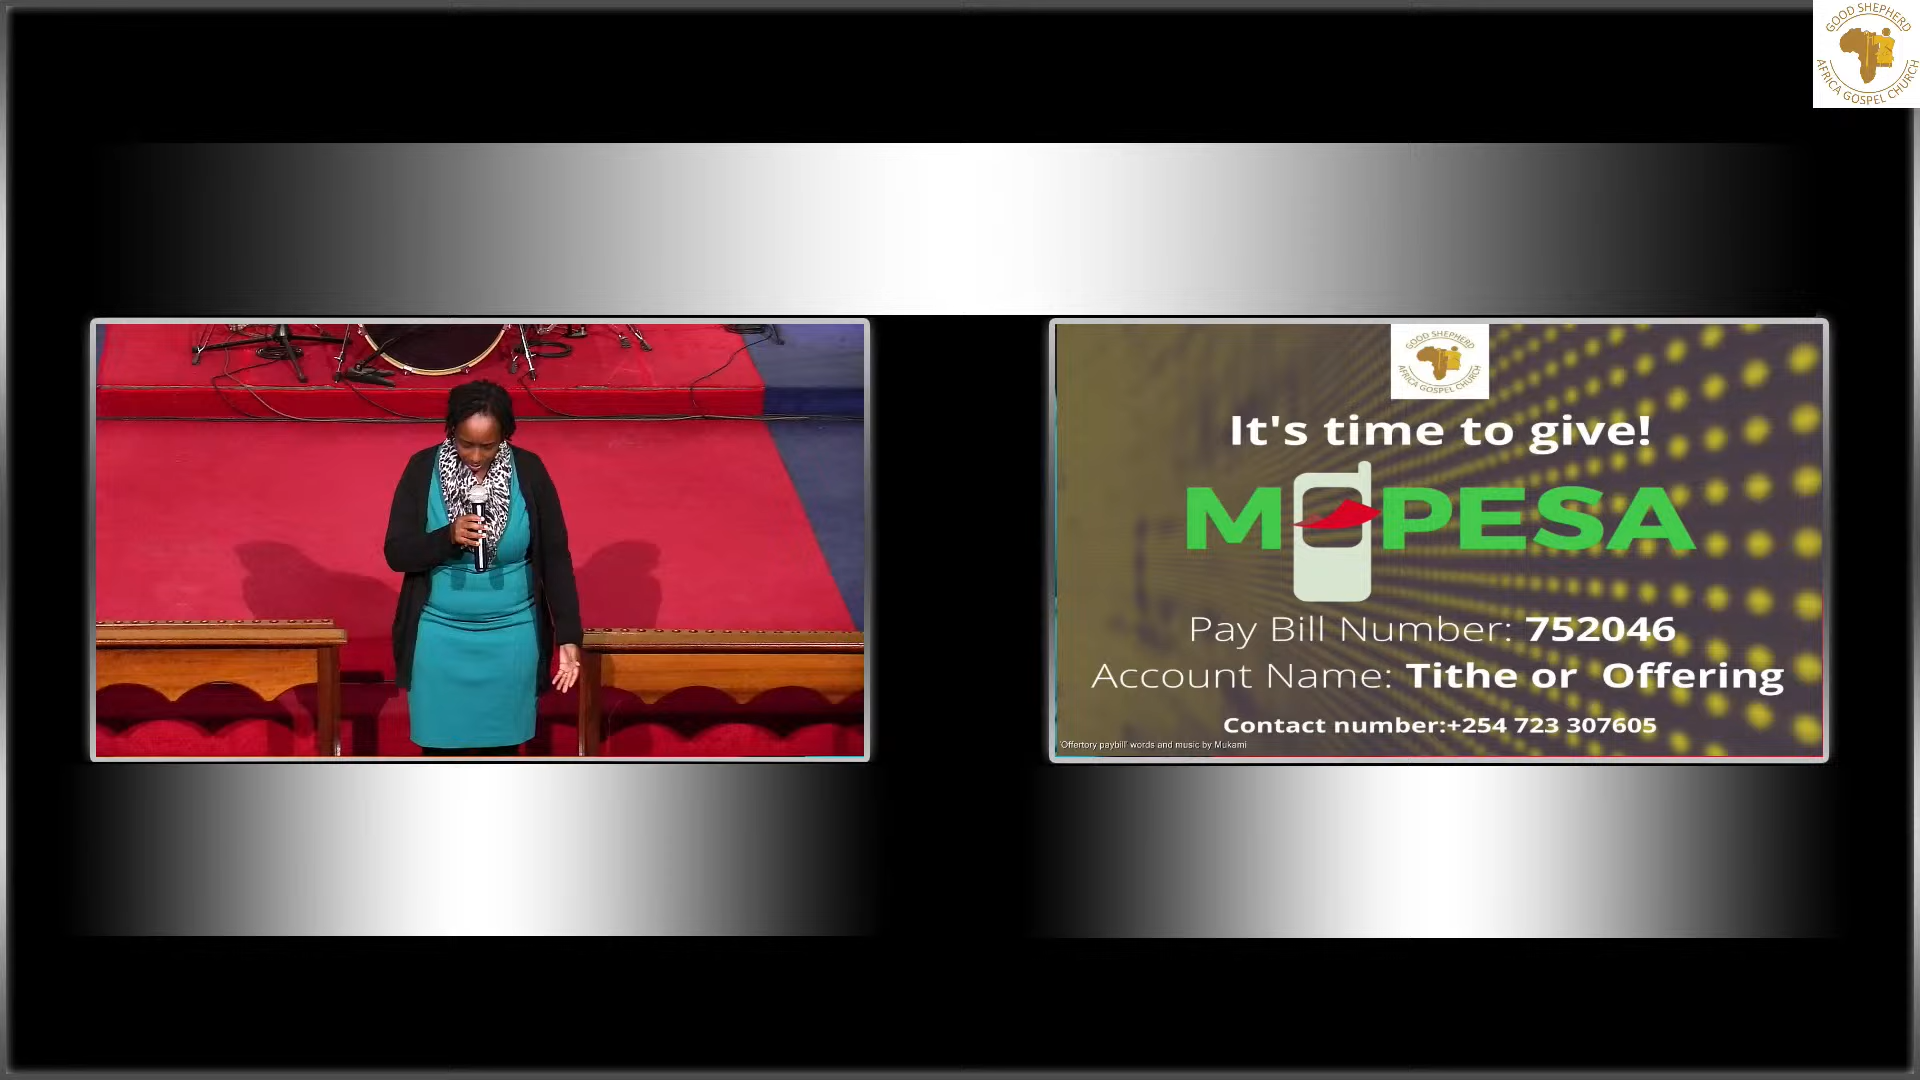 GOOD SHEPHERD
AFRICA GOSPEL CHURCH
GOOD SHEPHERD
AFRICA GOSPEL CHURCH
It's time to give!
M PESA
Pay Bill Number: 752046
Account Name: Tithe or Offering
Contact number:+254 723 307605
'Offertory paybill' words and music by Mukami